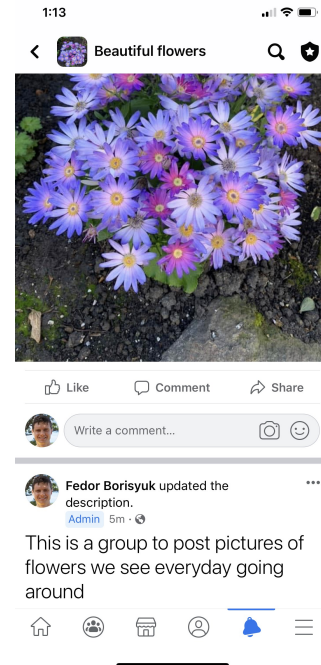 1:13
Beautiful flowers
Like Comment Share
Write a comment...
Fedor Borisyuk updated the
description.
Admin 5m ·
This is a group to post pictures of
flowers we see everyday going
around